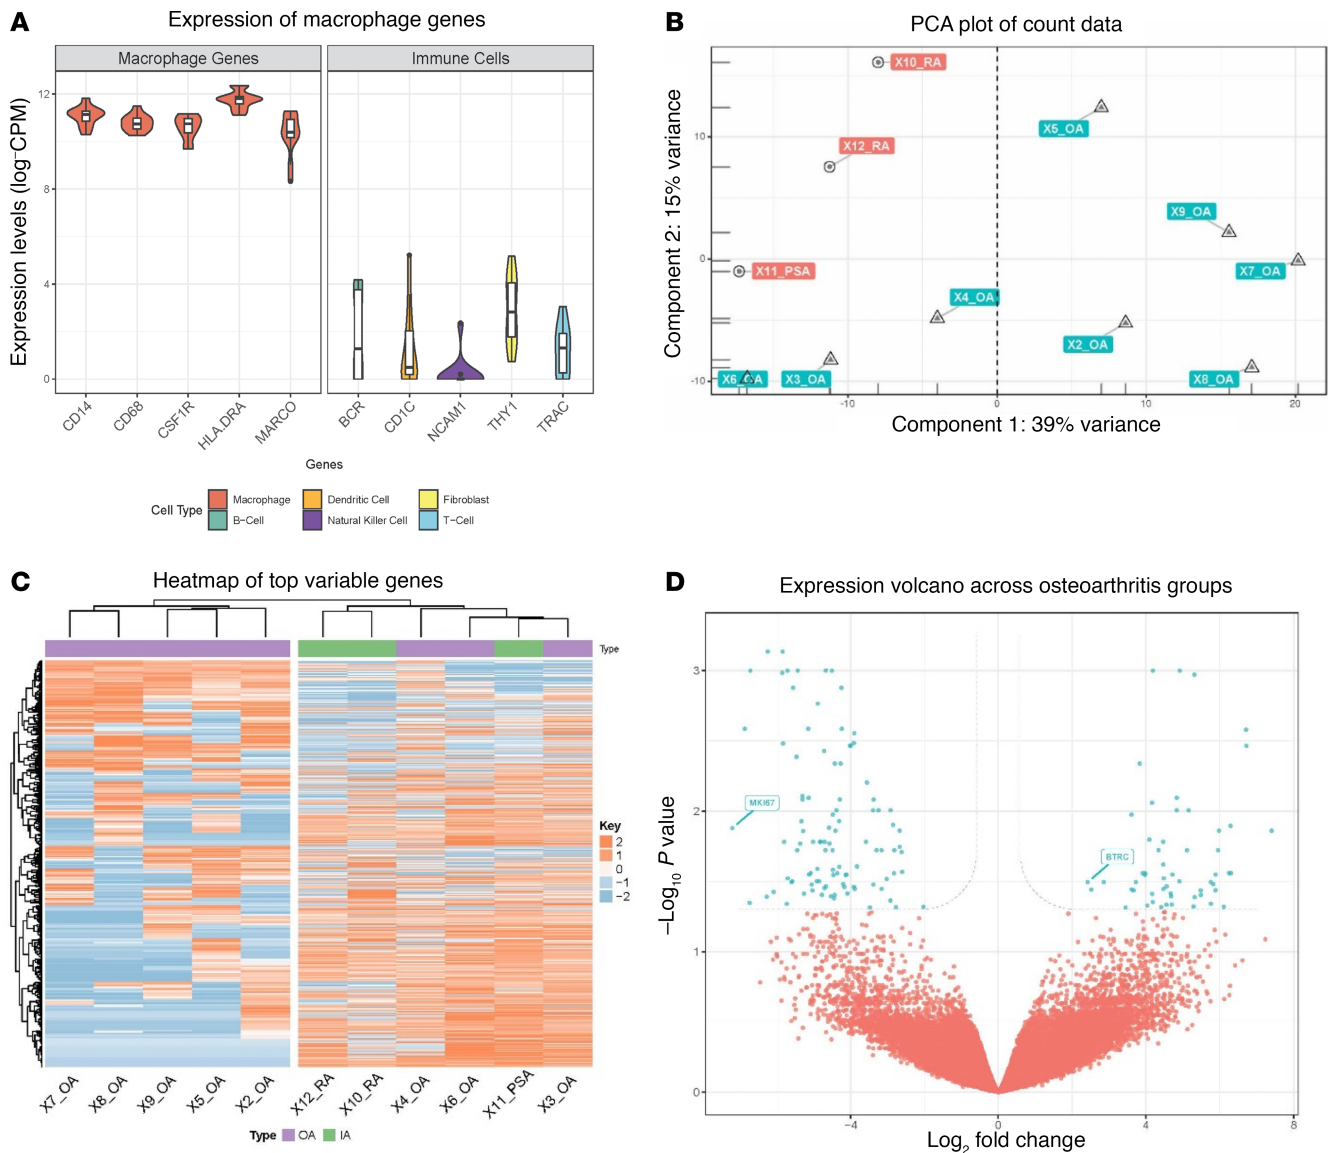 A
Expression of macrophage genes
Macrophage Genes
Immune Cells
Expression levels (log-CPM)
12
8
4
0
CD14
CD68
CSF1R
HLA.DRA
MARCO
BCR
CD1C
NCAM1
THY1
TRAC
Genes
Cell Type
Macrophage
Dendritic Cell
Fibroblast
B-Cell
Natural Killer Cell
T-Cell
B
PCA plot of count data
Component 2: 15% variance
10
0
-10
X10_RA
X5_OA
X12_RA
X9_OA
X11_PSA
X7_OA
X4_OA
X2_OA
X6_OA
X3_OA
X8_OA
-10
0
10
20
Component 1: 39% variance
C
Heatmap of top variable genes
Type
Key
2
1
0
-1
-2
X7_OA
X8_OA
X9_OA
X5_OA
X2_OA
X12_RA
X10_RA
X4_OA
X6_OA
X11_PSA
X3_OA
Type
OA
IA
D
Expression volcano across osteoarthritis groups
-Log10 P value
3
2
1
0
MKI67
BTRC
-4
0
4
8
Log2 fold change